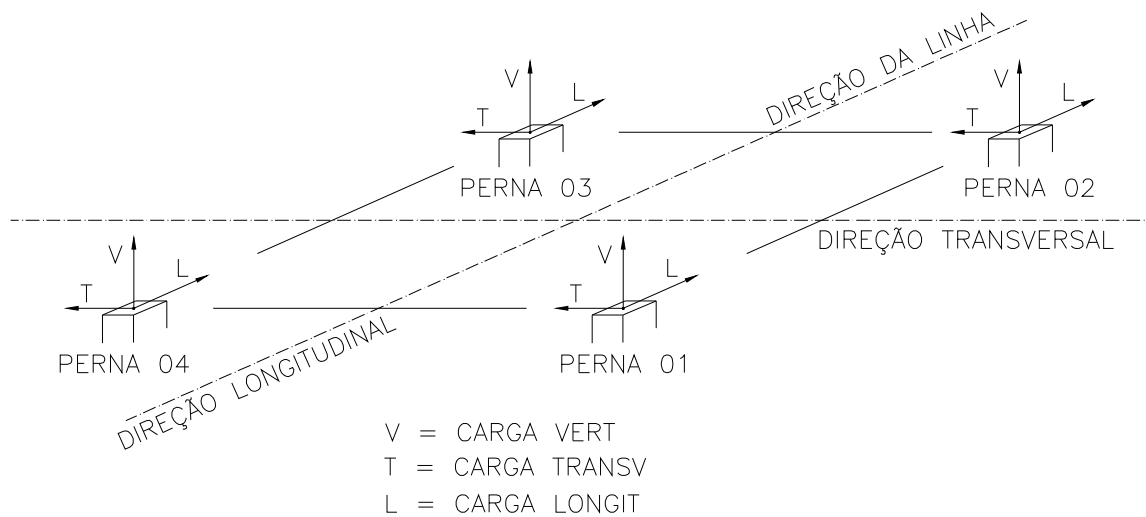 DIREÇÃO DA LINHA
V
L
T
PERNA 03
V
L
T
PERNA 02
DIREÇÃO TRANSVERSAL
V
L
T
PERNA 04
V
L
T
PERNA 01
DIREÇÃO LONGITUDINAL
V = CARGA VERT
T = CARGA TRANSV
L = CARGA LONGIT